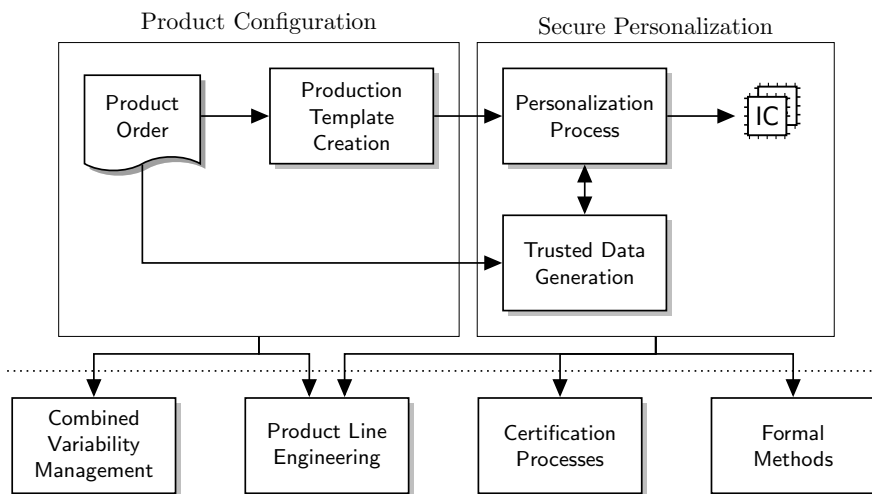 Product Configuration
Secure Personalization
Product
Order
Production
Template
Creation
Personalization
Process
IC
Trusted Data
Generation
Combined
Variability
Management
Product Line
Engineering
Certification
Processes
Formal
Methods